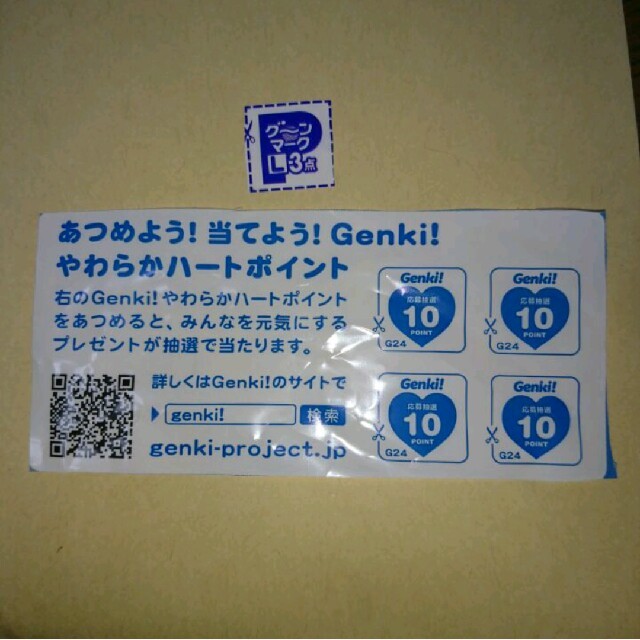 グ〜ン
マーク
L3点
あつめよう!当てよう!Genki!
やわらかハートポイント
右のGenki!やわらかハートポイント
をあつめると、みんなを元気にする
プレゼントが抽選で当たります。
詳しくはGenki!のサイトで
genki! 検索
genki-project.jp
Genki!
応募抽選
10
POINT
G24
Genki!
応募抽選
10
POINT
G24
Genki!
応募抽選
10
POINT
G24
Genki!
応募抽選
10
POINT
G24